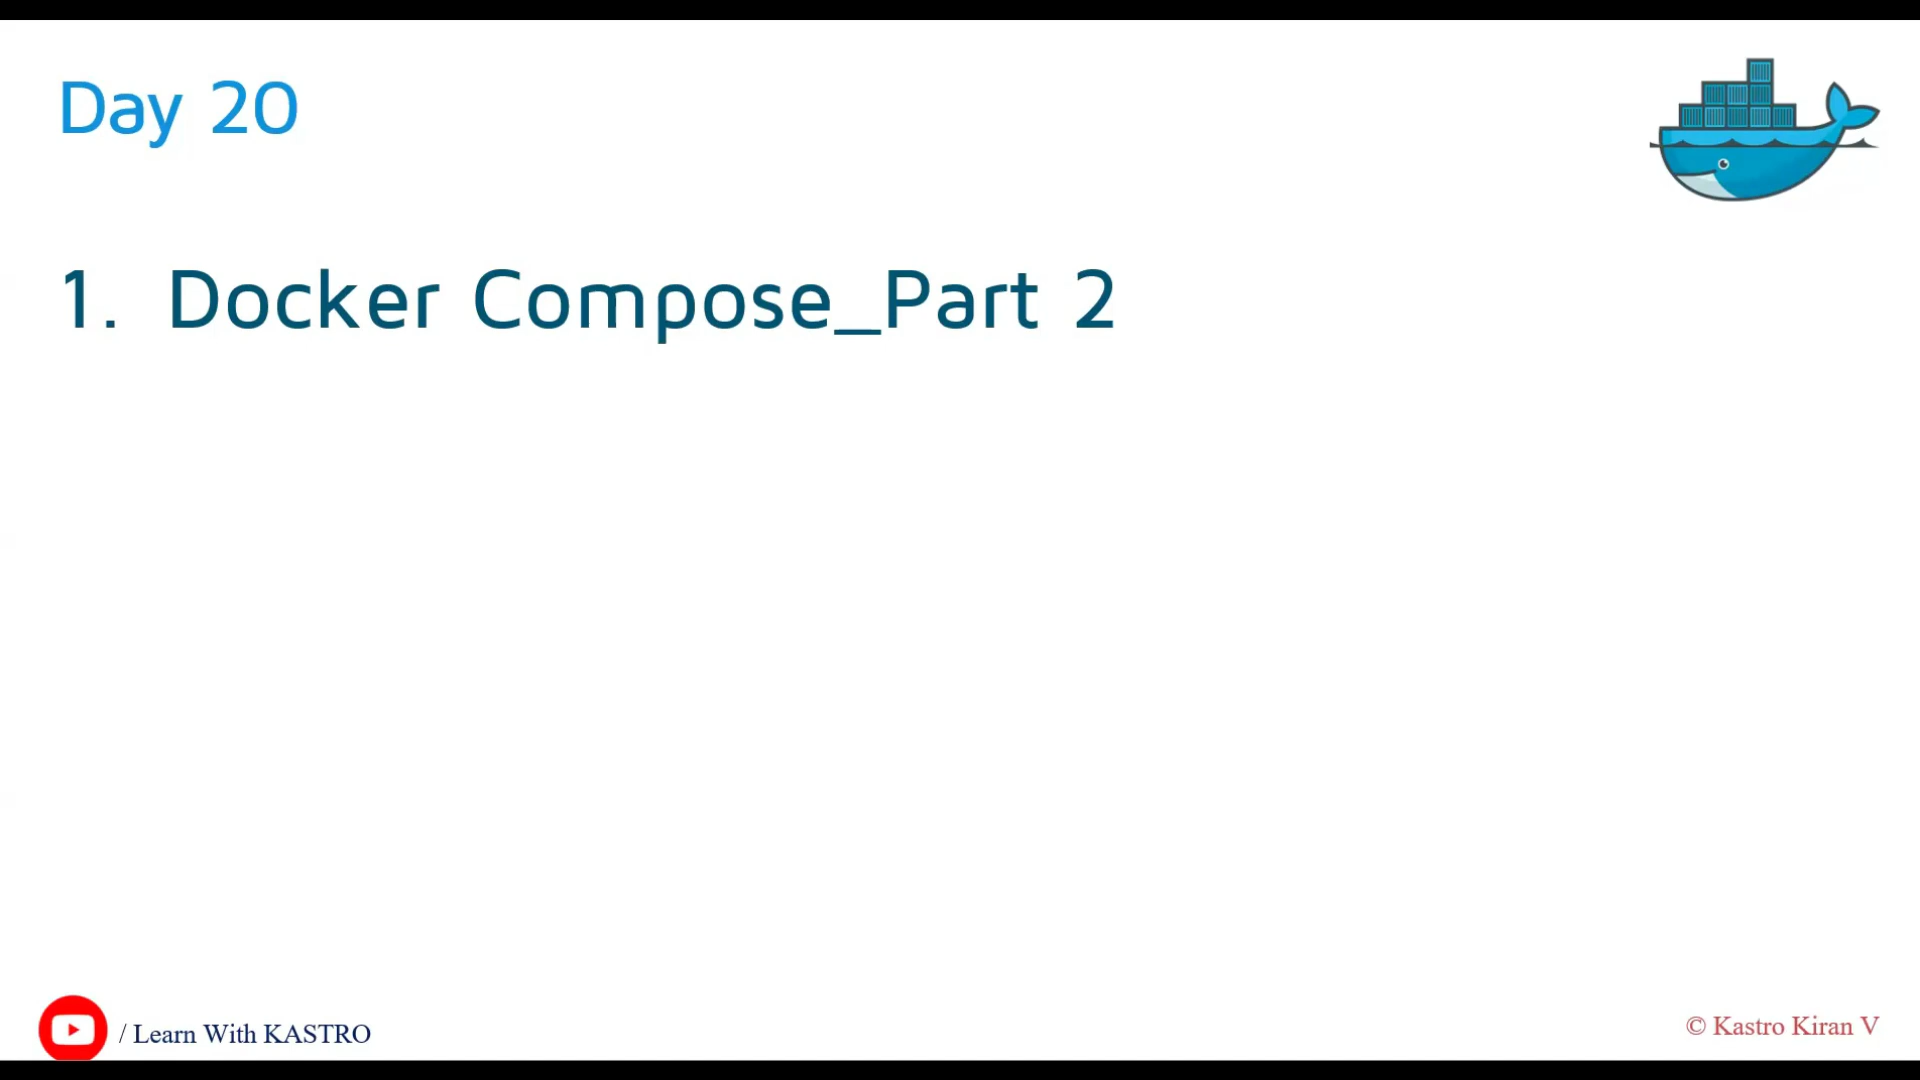 Day 20
1. Docker Compose_Part 2
/ Learn With KASTRO
© Kastro Kiran V